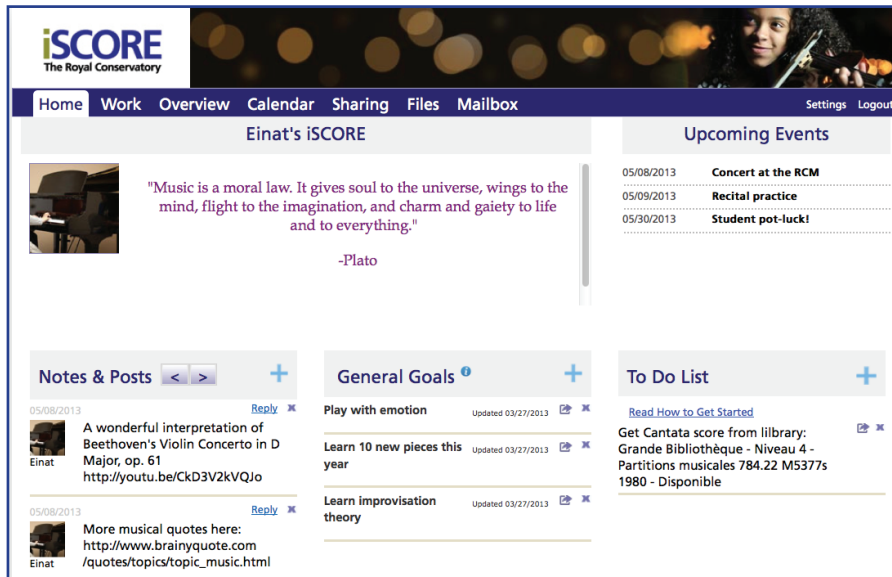 iSCORE
The Royal Conservatory
Home Work Overview Calendar Sharing Files Mailbox Settings Logout
Einat's iSCORE
"Music is a moral law. It gives soul to the universe, wings to the
mind, flight to the imagination, and charm and gaiety to life
and to everything."
-Plato
Upcoming Events
05/08/2013 Concert at the RCM
05/09/2013 Recital practice
05/30/2013 Student pot-luck!
Notes & Posts < > +
05/08/2013 Reply x
Einat
A wonderful interpretation of
Beethoven's Violin Concerto in D
Major, op. 61
http://youtu.be/CkD3V2kVQJo
05/08/2013 Reply x
Einat
More musical quotes here:
http://www.brainyquote.com
/quotes/topics/topic_music.html
General Goals i +
Play with emotion Updated 03/27/2013 x
Learn 10 new pieces this Updated 03/27/2013 x
year
Learn improvisation Updated 03/27/2013 x
theory
To Do List +
Read How to Get Started
Get Cantata score from lilbrary: x
Grande Bibliothèque - Niveau 4 -
Partitions musicales 784.22 M5377s
1980 - Disponible